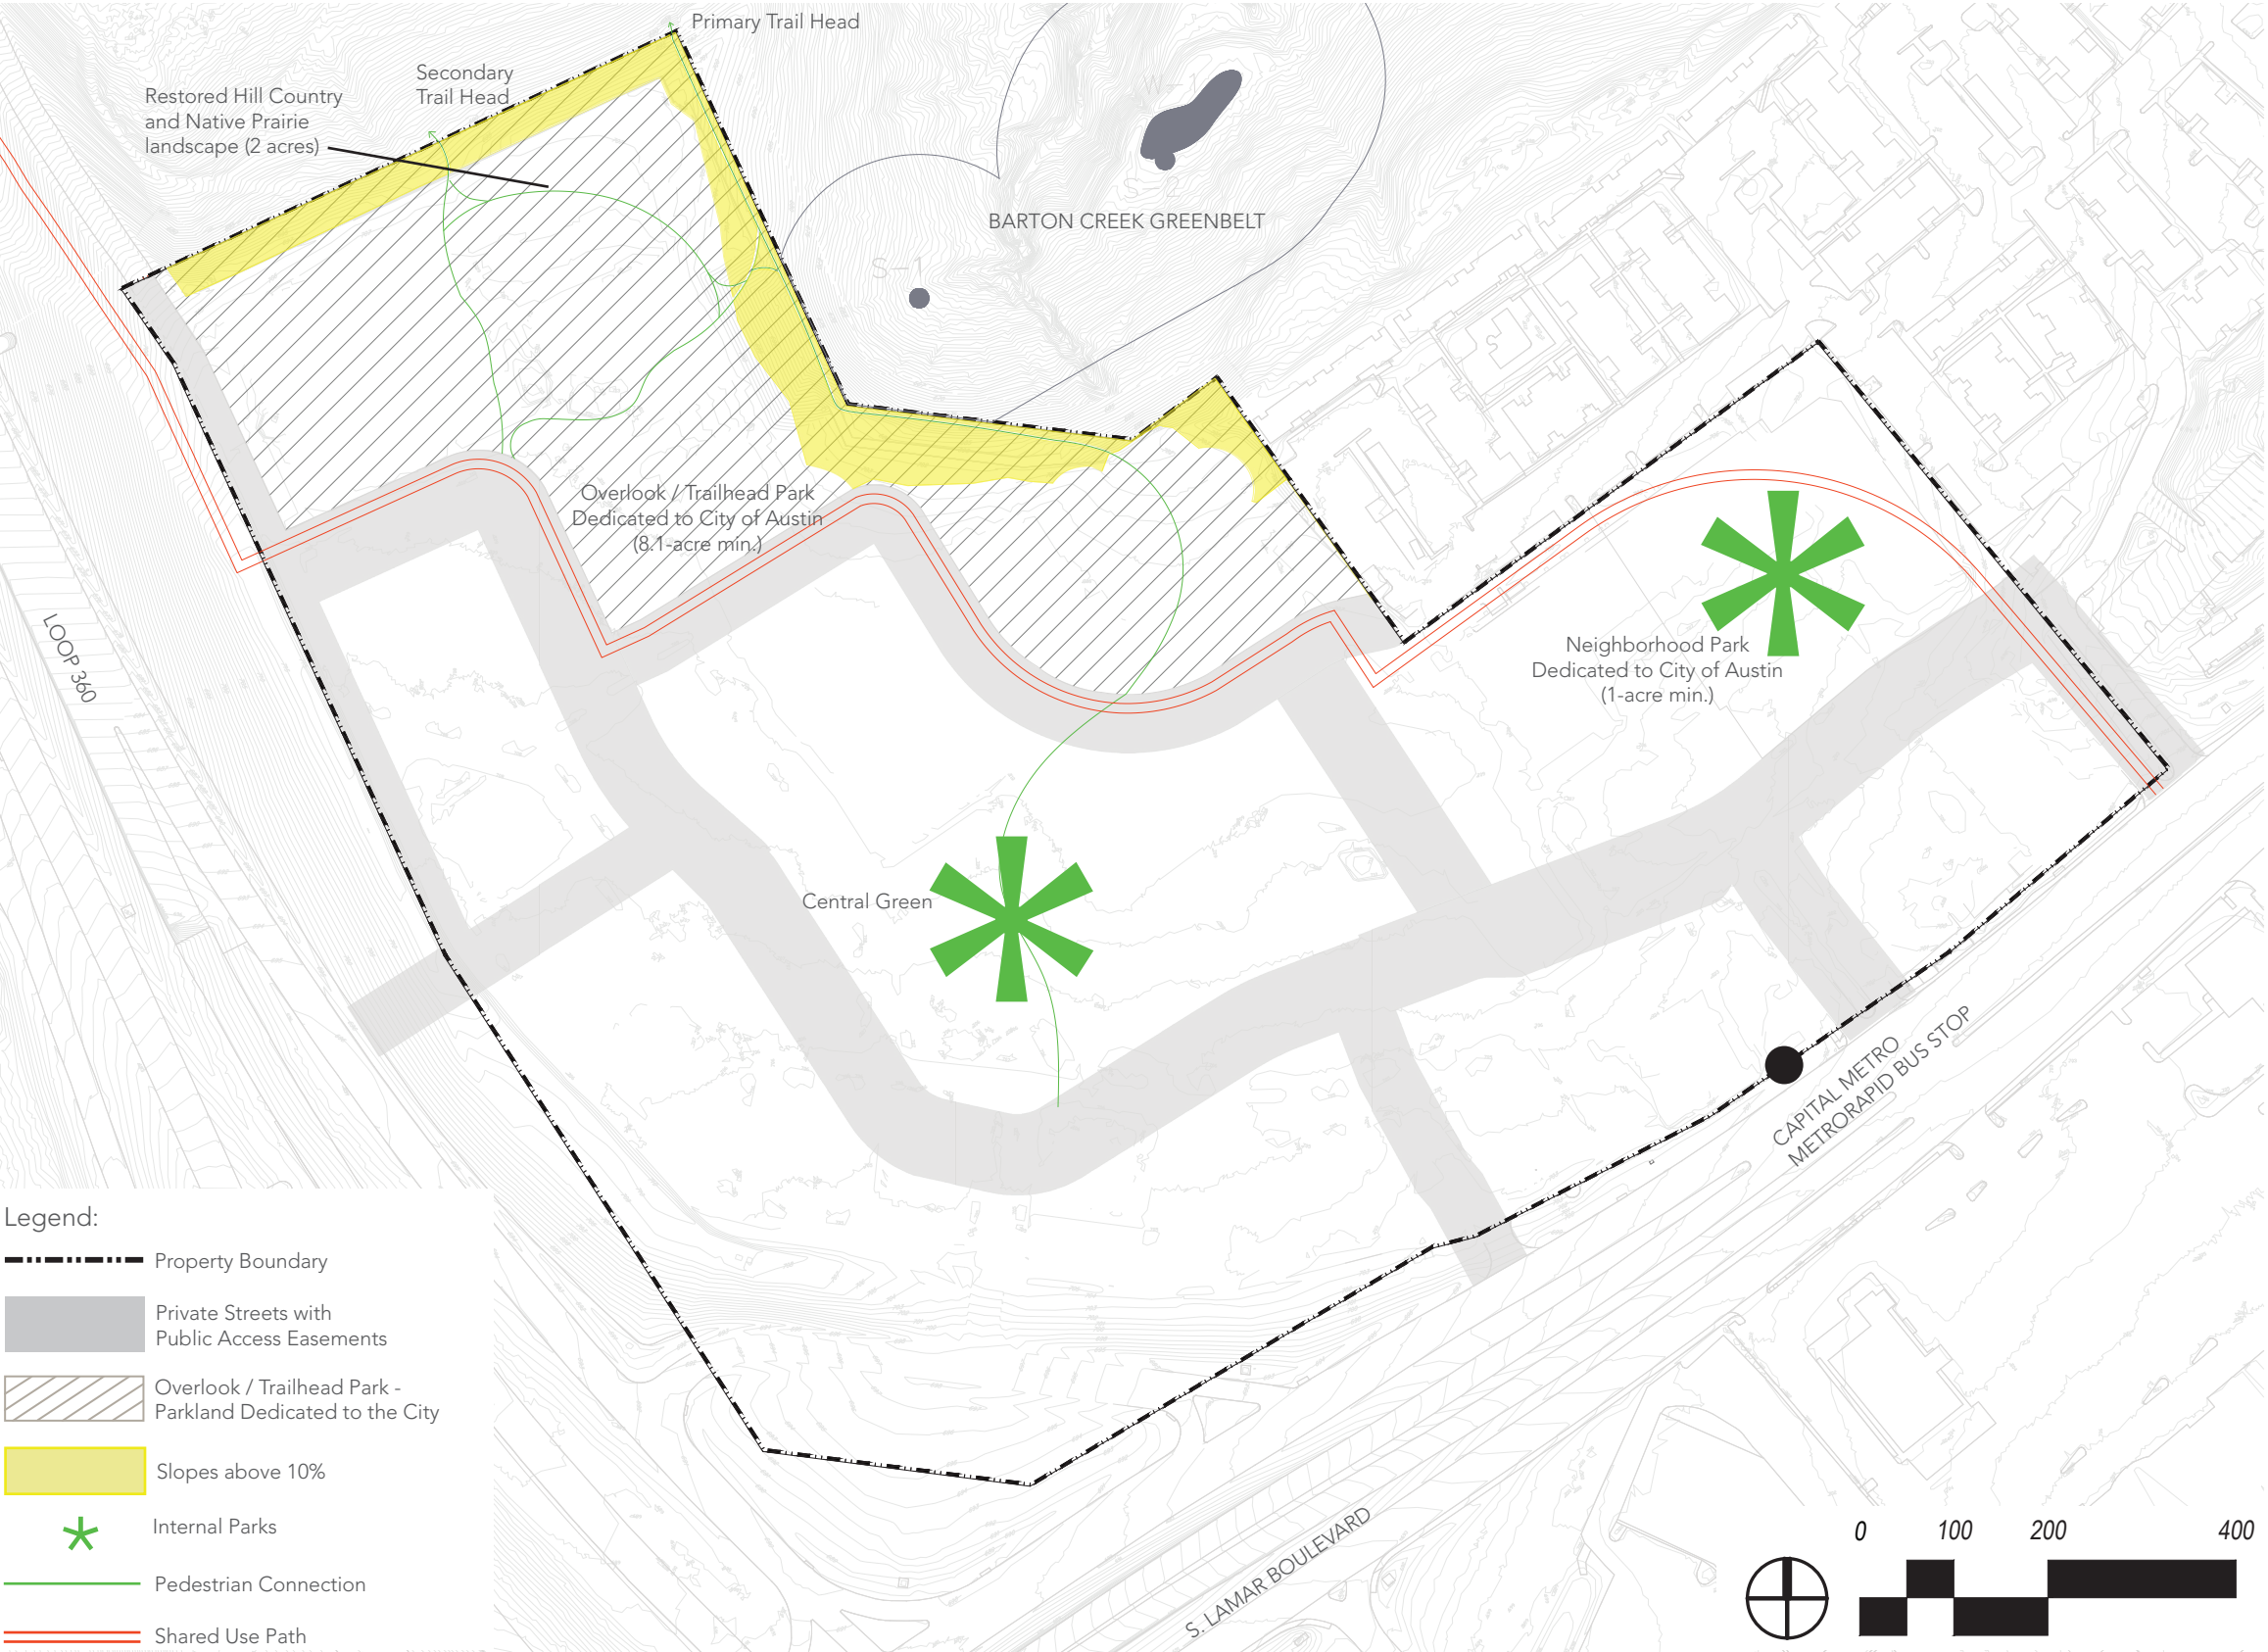 Primary Trail Head
Secondary
Trail Head
Restored Hill Country
and Native Prairie
landscape (2 acres)
W-1
S-2
BARTON CREEK GREENBELT
S-1
Overlook / Trailhead Park
Dedicated to City of Austin
(8.1-acre min.)
Neighborhood Park
Dedicated to City of Austin
(1-acre min.)
LOOP 360
Central Green
CAPITAL METRO
METRORAPID BUS STOP
S. LAMAR BOULEVARD
Legend:
Property Boundary
Private Streets with
Public Access Easements
Overlook / Trailhead Park -
Parkland Dedicated to the City
Slopes above 10%
Internal Parks
Pedestrian Connection
Shared Use Path
0 100 200 400